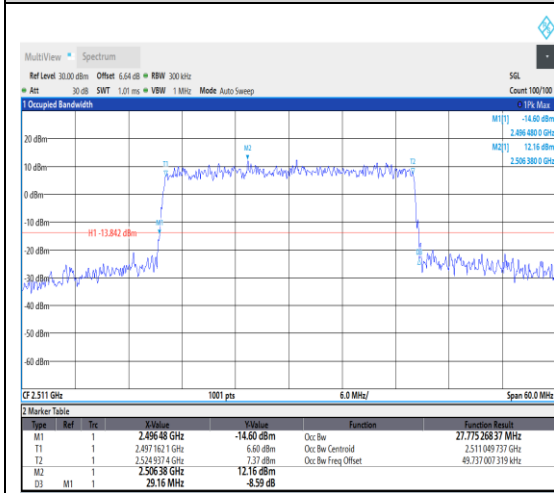 MultiView Spectrum
Ref Level 30.00 dBm Offset 6.64 dB RBW 300 kHz SGL
Att 30 dB SWT 1.01 ms VBW 1 MHz Mode Auto Sweep Count 100/100
1 Occupied Bandwidth 1Pk Max
M1[1] -14.60 dBm
2.496 480 0 GHz
M2[1] 12.16 dBm
2.506 380 0 GHz
M2
T1
T2
20 dBm
10 dBm
0 dBm
-10 dBm
H1 -13.842 dBm
-20 dBm
-30 dBm
-40 dBm
-50 dBm
-60 dBm
CF 2.511 GHz 1001 pts 6.0 MHz/ Span 60.0 MHz
2 Marker Table
Type Ref Trc X-Value Y-Value Function Function Result
M1 1 2.49648 GHz -14.60 dBm Occ Bw 27.775 268 37 MHz
T1 1 2.497 162 1 GHz 6.60 dBm Occ Bw Centroid 2.511 049 737 GHz
T2 1 2.524 937 4 GHz 7.37 dBm Occ Bw Freq Offset 49.737 007 319 kHz
M2 1 2.50638 GHz 12.16 dBm
D3 M1 1 29.16 MHz -8.59 dB